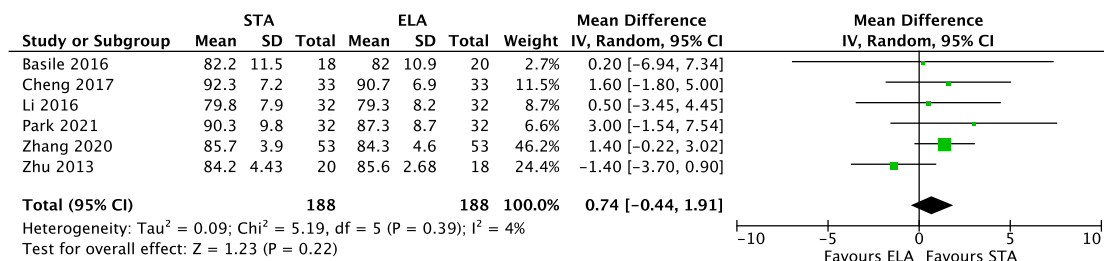 STA ELA Mean Difference Mean Difference
Study or Subgroup Mean SD Total Mean SD Total Weight IV, Random, 95% CI IV, Random, 95% CI
Basile 2016 82.2 11.5 18 82 10.9 20 2.7% 0.20 [−6.94, 7.34]
Cheng 2017 92.3 7.2 33 90.7 6.9 33 11.5% 1.60 [−1.80, 5.00]
Li 2016 79.8 7.9 32 79.3 8.2 32 8.7% 0.50 [−3.45, 4.45]
Park 2021 90.3 9.8 32 87.3 8.7 32 6.6% 3.00 [−1.54, 7.54]
Zhang 2020 85.7 3.9 53 84.3 4.6 53 46.2% 1.40 [−0.22, 3.02]
Zhu 2013 84.2 4.43 20 85.6 2.68 18 24.4% −1.40 [−3.70, 0.90]
Total (95% CI) 188 188 100.0% 0.74 [−0.44, 1.91]
Heterogeneity: Tau² = 0.09; Chi² = 5.19, df = 5 (P = 0.39); I² = 4%
Test for overall effect: Z = 1.23 (P = 0.22)
−10 −5 0 5 10
Favours ELA Favours STA